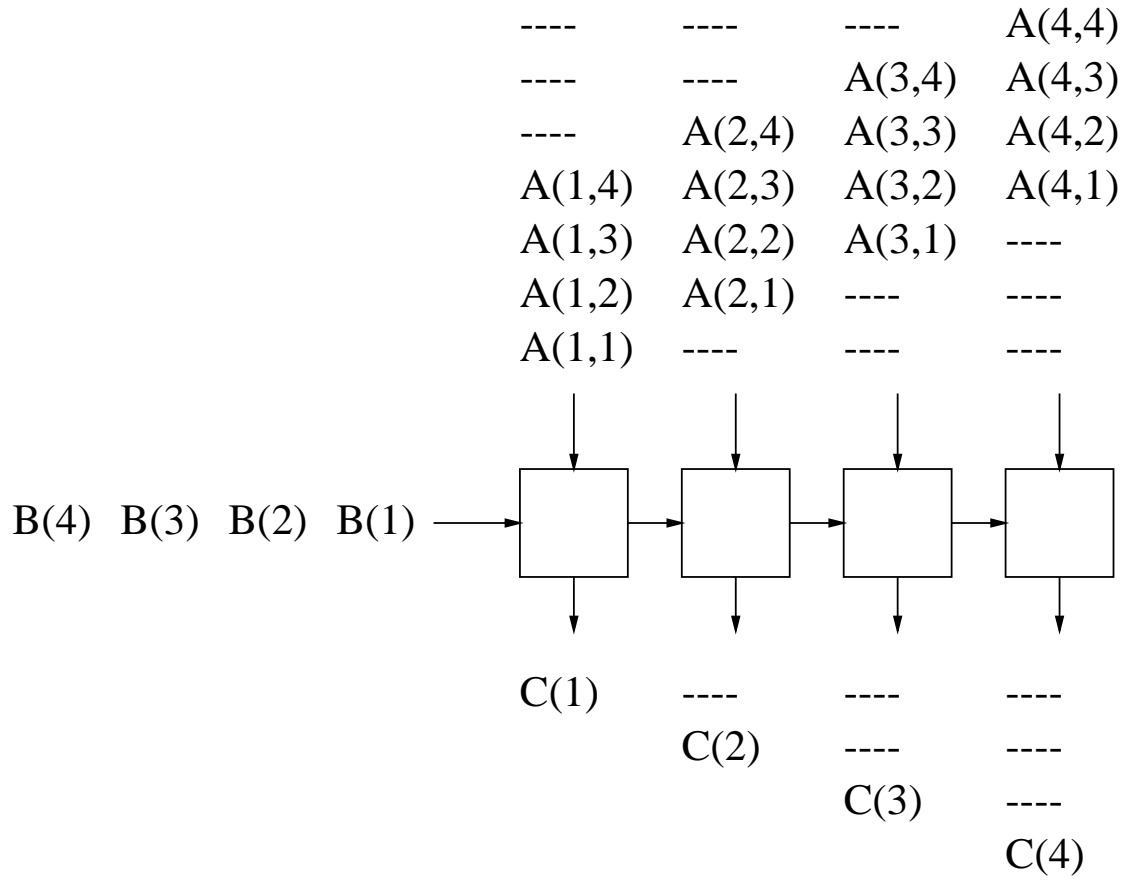 ---- ---- ---- A(4,4)
---- ---- A(3,4) A(4,3)
---- A(2,4) A(3,3) A(4,2)
A(1,4) A(2,3) A(3,2) A(4,1)
A(1,3) A(2,2) A(3,1) ----
A(1,2) A(2,1) ---- ----
A(1,1) ---- ---- ----
B(4) B(3) B(2) B(1)
C(1) ---- ---- ----
C(2) ---- ----
C(3) ----
C(4)